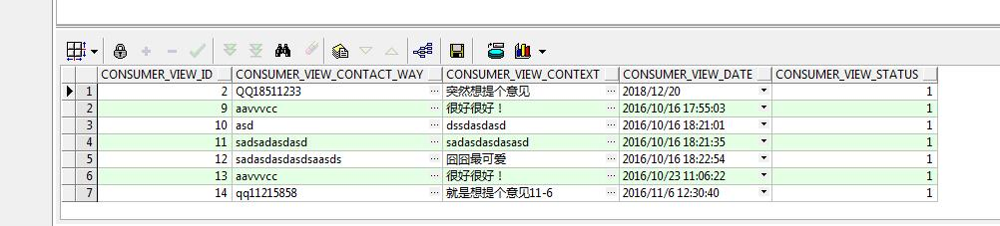 CONSUMER_VIEW_ID CONSUMER_VIEW_CONTACT_WAY CONSUMER_VIEW_CONTEXT CONSUMER_VIEW_DATE CONSUMER_VIEW_STATUS
1 2 QQ18511233 ... 突然想提个意见 ... 2018/12/20 1
2 9 aavvvcc ... 很好很好！ ... 2016/10/16 17:55:03 1
3 10 asd ... dssdasdasd ... 2016/10/16 18:21:01 1
4 11 sadsadasdasd ... sadasdasdasasd ... 2016/10/16 18:21:35 1
5 12 sadasdasdasdsaasds ... 囧囧最可爱 ... 2016/10/16 18:22:54 1
6 13 aavvvcc ... 很好很好！ ... 2016/10/23 11:06:22 1
7 14 qq11215858 ... 就是想提个意见11-6 ... 2016/11/6 12:30:40 1